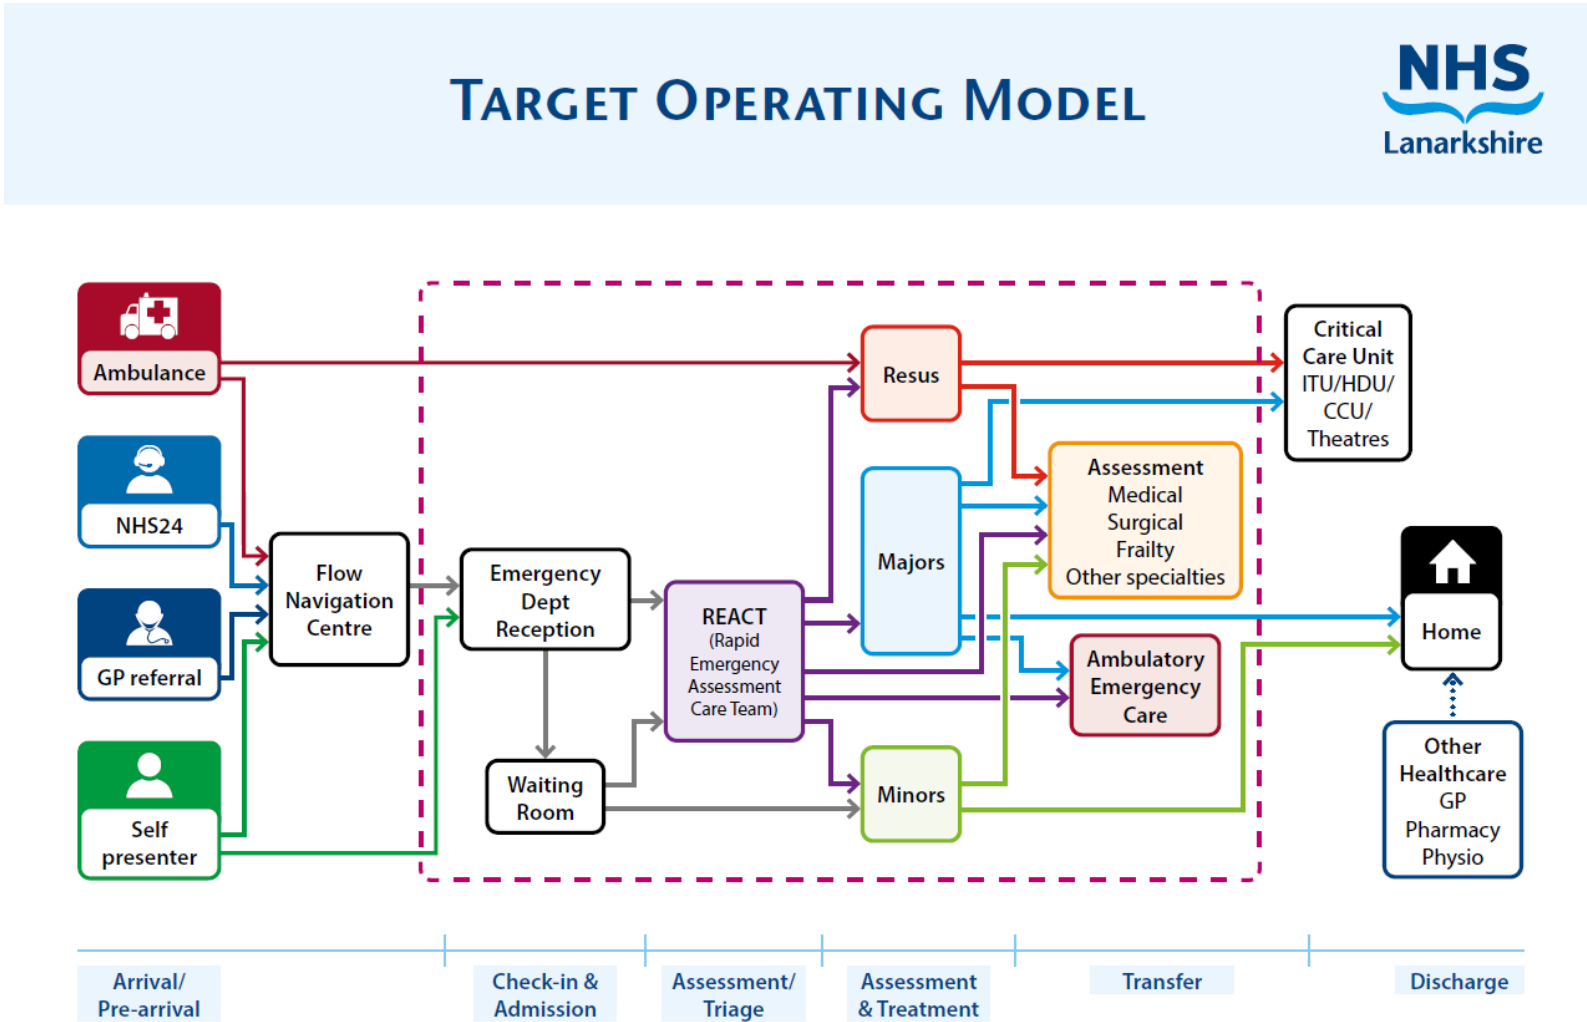 TARGET OPERATING MODEL
NHS
Lanarkshire
Ambulance
NHS24
GP referral
Self
presenter
Flow
Navigation
Centre
Emergency
Dept
Reception
Waiting
Room
REACT
(Rapid
Emergency
Assessment
Care Team)
Resus
Majors
Minors
Assessment
Medical
Surgical
Frailty
Other specialties
Ambulatory
Emergency
Care
Critical
Care Unit
ITU/HDU/
CCU/
Theatres
Home
Other
Healthcare
GP
Pharmacy
Physio
Arrival/
Pre-arrival
Check-in &
Admission
Assessment/
Triage
Assessment
& Treatment
Transfer
Discharge